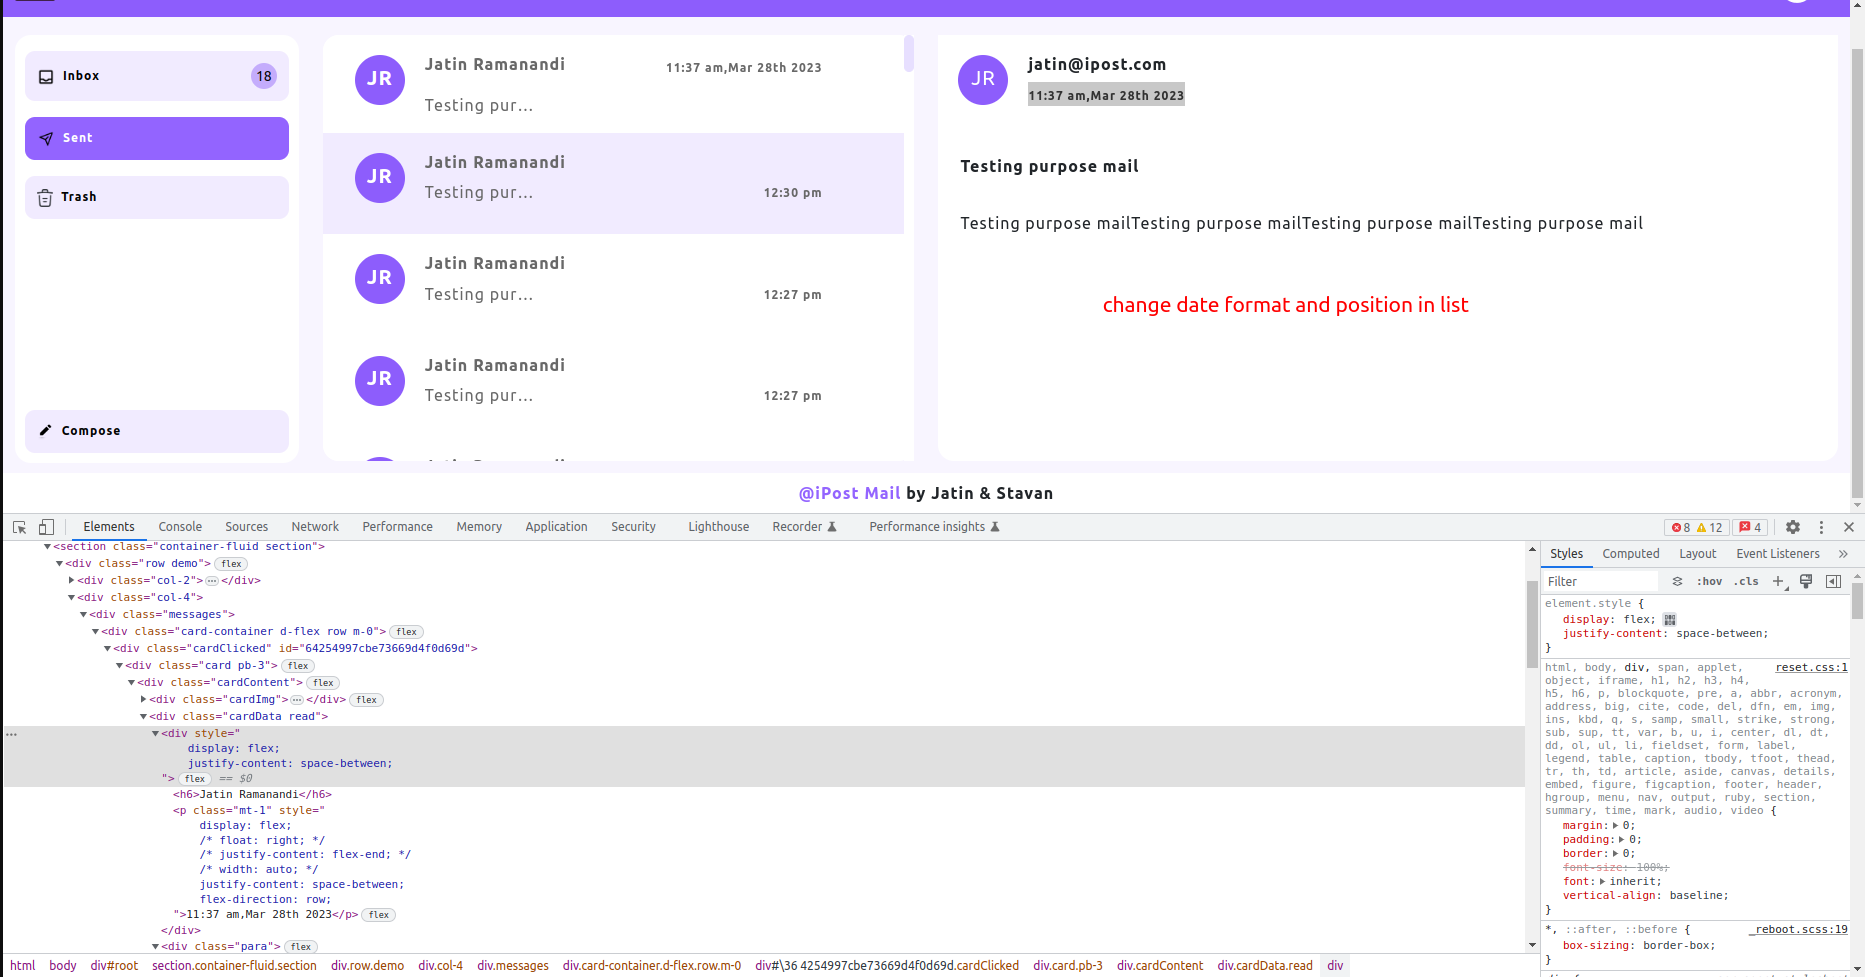 Inbox
18
Sent
Trash
Compose
JR
Jatin Ramanandi
11:37 am,Mar 28th 2023
Testing pur...
JR
Jatin Ramanandi
Testing pur...
12:30 pm
JR
Jatin Ramanandi
Testing pur...
12:27 pm
JR
Jatin Ramanandi
Testing pur...
12:27 pm
JR
jatin@ipost.com
11:37 am,Mar 28th 2023
Testing purpose mail
Testing purpose mailTesting purpose mailTesting purpose mailTesting purpose mail
change date format and position in list
@iPost Mail by Jatin & Stavan
Elements Console Sources Network Performance Memory Application Security Lighthouse Recorder Performance insights 8 12 4
<section class="container-fluid section">
<div class="row demo"> flex
<div class="col-2"> ... </div>
<div class="col-4">
<div class="messages">
<div class="card-container d-flex row m-0"> flex
<div class="cardClicked" id="64254997cbe73669d4f0d69d">
<div class="card pb-3"> flex
<div class="cardContent"> flex
<div class="cardImg"> ... </div> flex
<div class="cardData read">
... <div style="
display: flex;
justify-content: space-between;
"> flex == $0
<h6>Jatin Ramanandi</h6>
<p class="mt-1" style="
display: flex;
/* float: right; */
/* justify-content: flex-end; */
/* width: auto; */
justify-content: space-between;
flex-direction: row;
">11:37 am,Mar 28th 2023</p> flex
</div>
<div class="para"> flex
html body div#root section.container-fluid.section div.row.demo div.col-4 div.messages div.card-container.d-flex.row.m-0 div#\36 4254997cbe73669d4f0d69d.cardClicked div.card.pb-3 div.cardContent div.cardData.read div
Styles Computed Layout Event Listeners »
Filter :hov .cls +
element.style {
display: flex;
justify-content: space-between;
}
html, body, div, span, applet, reset.css:1
object, iframe, h1, h2, h3, h4,
h5, h6, p, blockquote, pre, a, abbr, acronym,
address, big, cite, code, del, dfn, em, img,
ins, kbd, q, s, samp, small, strike, strong,
sub, sup, tt, var, b, u, i, center, dl, dt,
dd, ol, ul, li, fieldset, form, label,
legend, table, caption, tbody, tfoot, thead,
tr, th, td, article, aside, canvas, details,
embed, figure, figcaption, footer, header,
hgroup, menu, nav, output, ruby, section,
summary, time, mark, audio, video {
margin: 0;
padding: 0;
border: 0;
font-size: 100%;
font: inherit;
vertical-align: baseline;
}
*, ::after, ::before { _reboot.scss:19
box-sizing: border-box;
}